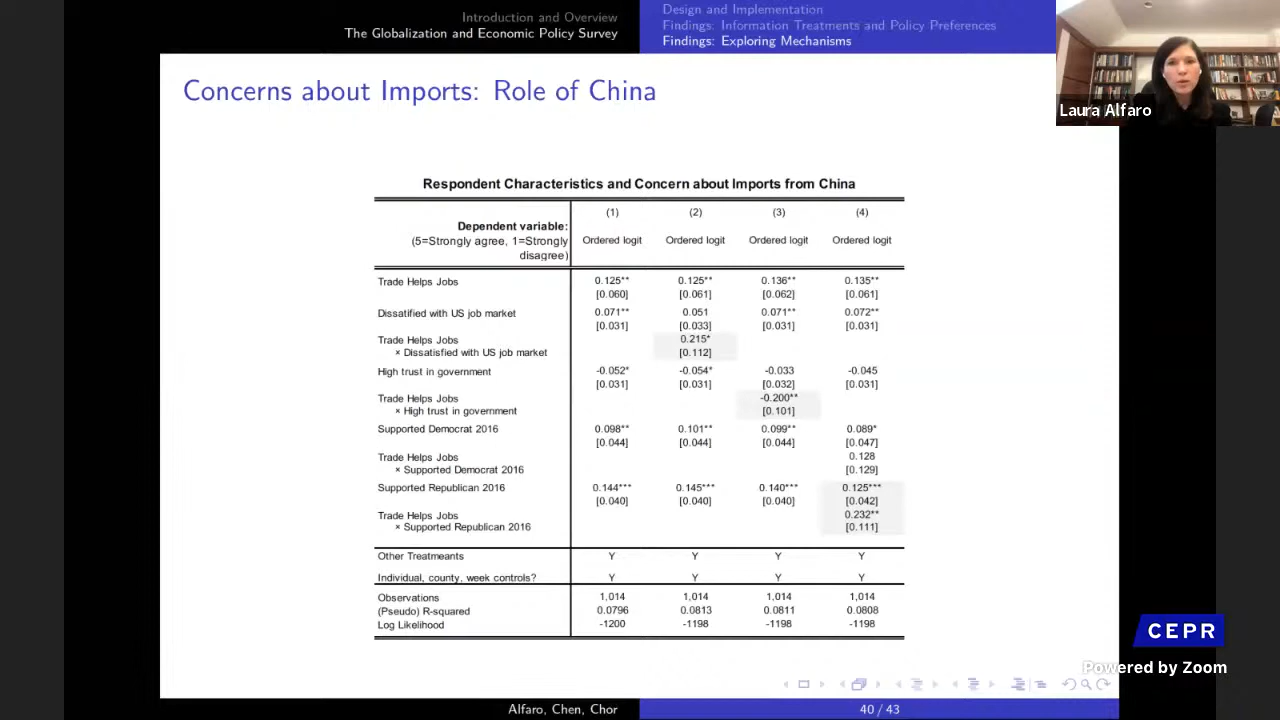 Introduction and Overview
The Globalization and Economic Policy Survey
Design and Implementation
Findings: Information Treatments and Policy Preferences
Findings: Exploring Mechanisms
Laura Alfaro
Concerns about Imports: Role of China
Respondent Characteristics and Concern about Imports from China
(1) (2) (3) (4)
Dependent variable:
(5=Strongly agree, 1=Strongly disagree) Ordered logit Ordered logit Ordered logit Ordered logit
Trade Helps Jobs 0.125** 0.125** 0.136** 0.135**
[0.060] [0.061] [0.062] [0.061]
Dissatified with US job market 0.071** 0.051 0.071** 0.072**
[0.031] [0.033] [0.031] [0.031]
Trade Helps Jobs 0.215*
× Dissatisfied with US job market [0.112]
High trust in government -0.052* -0.054* -0.033 -0.045
[0.031] [0.031] [0.032] [0.031]
Trade Helps Jobs -0.200**
× High trust in government [0.101]
Supported Democrat 2016 0.098** 0.101** 0.099** 0.089*
[0.044] [0.044] [0.044] [0.047]
Trade Helps Jobs 0.128
× Supported Democrat 2016 [0.129]
Supported Republican 2016 0.144*** 0.145*** 0.140*** 0.125***
[0.040] [0.040] [0.040] [0.042]
Trade Helps Jobs 0.232**
× Supported Republican 2016 [0.111]
Other Treatmeants Y Y Y Y
Individual, county, week controls? Y Y Y Y
Observations 1,014 1,014 1,014 1,014
(Pseudo) R-squared 0.0796 0.0813 0.0811 0.0808
Log Likelihood -1200 -1198 -1198 -1198
CEPR
Powered by Zoom
Alfaro, Chen, Chor 40 / 43